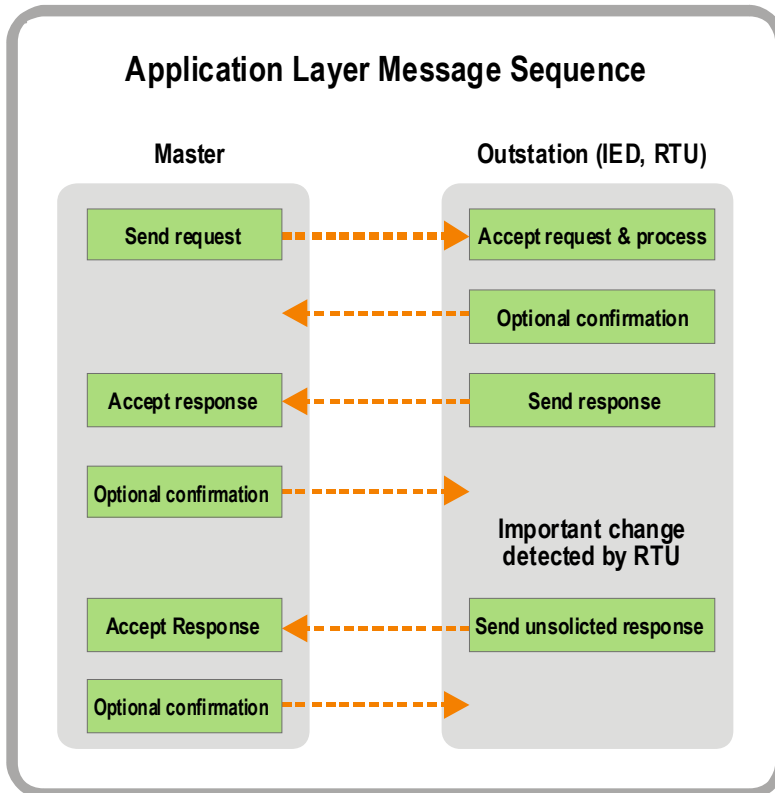 Application Layer Message Sequence
Master
Outstation (IED, RTU)
Send request
Accept request & process
Optional confirmation
Accept response
Send response
Optional confirmation
Important change
detected by RTU
Accept Response
Send unsolicted response
Optional confirmation